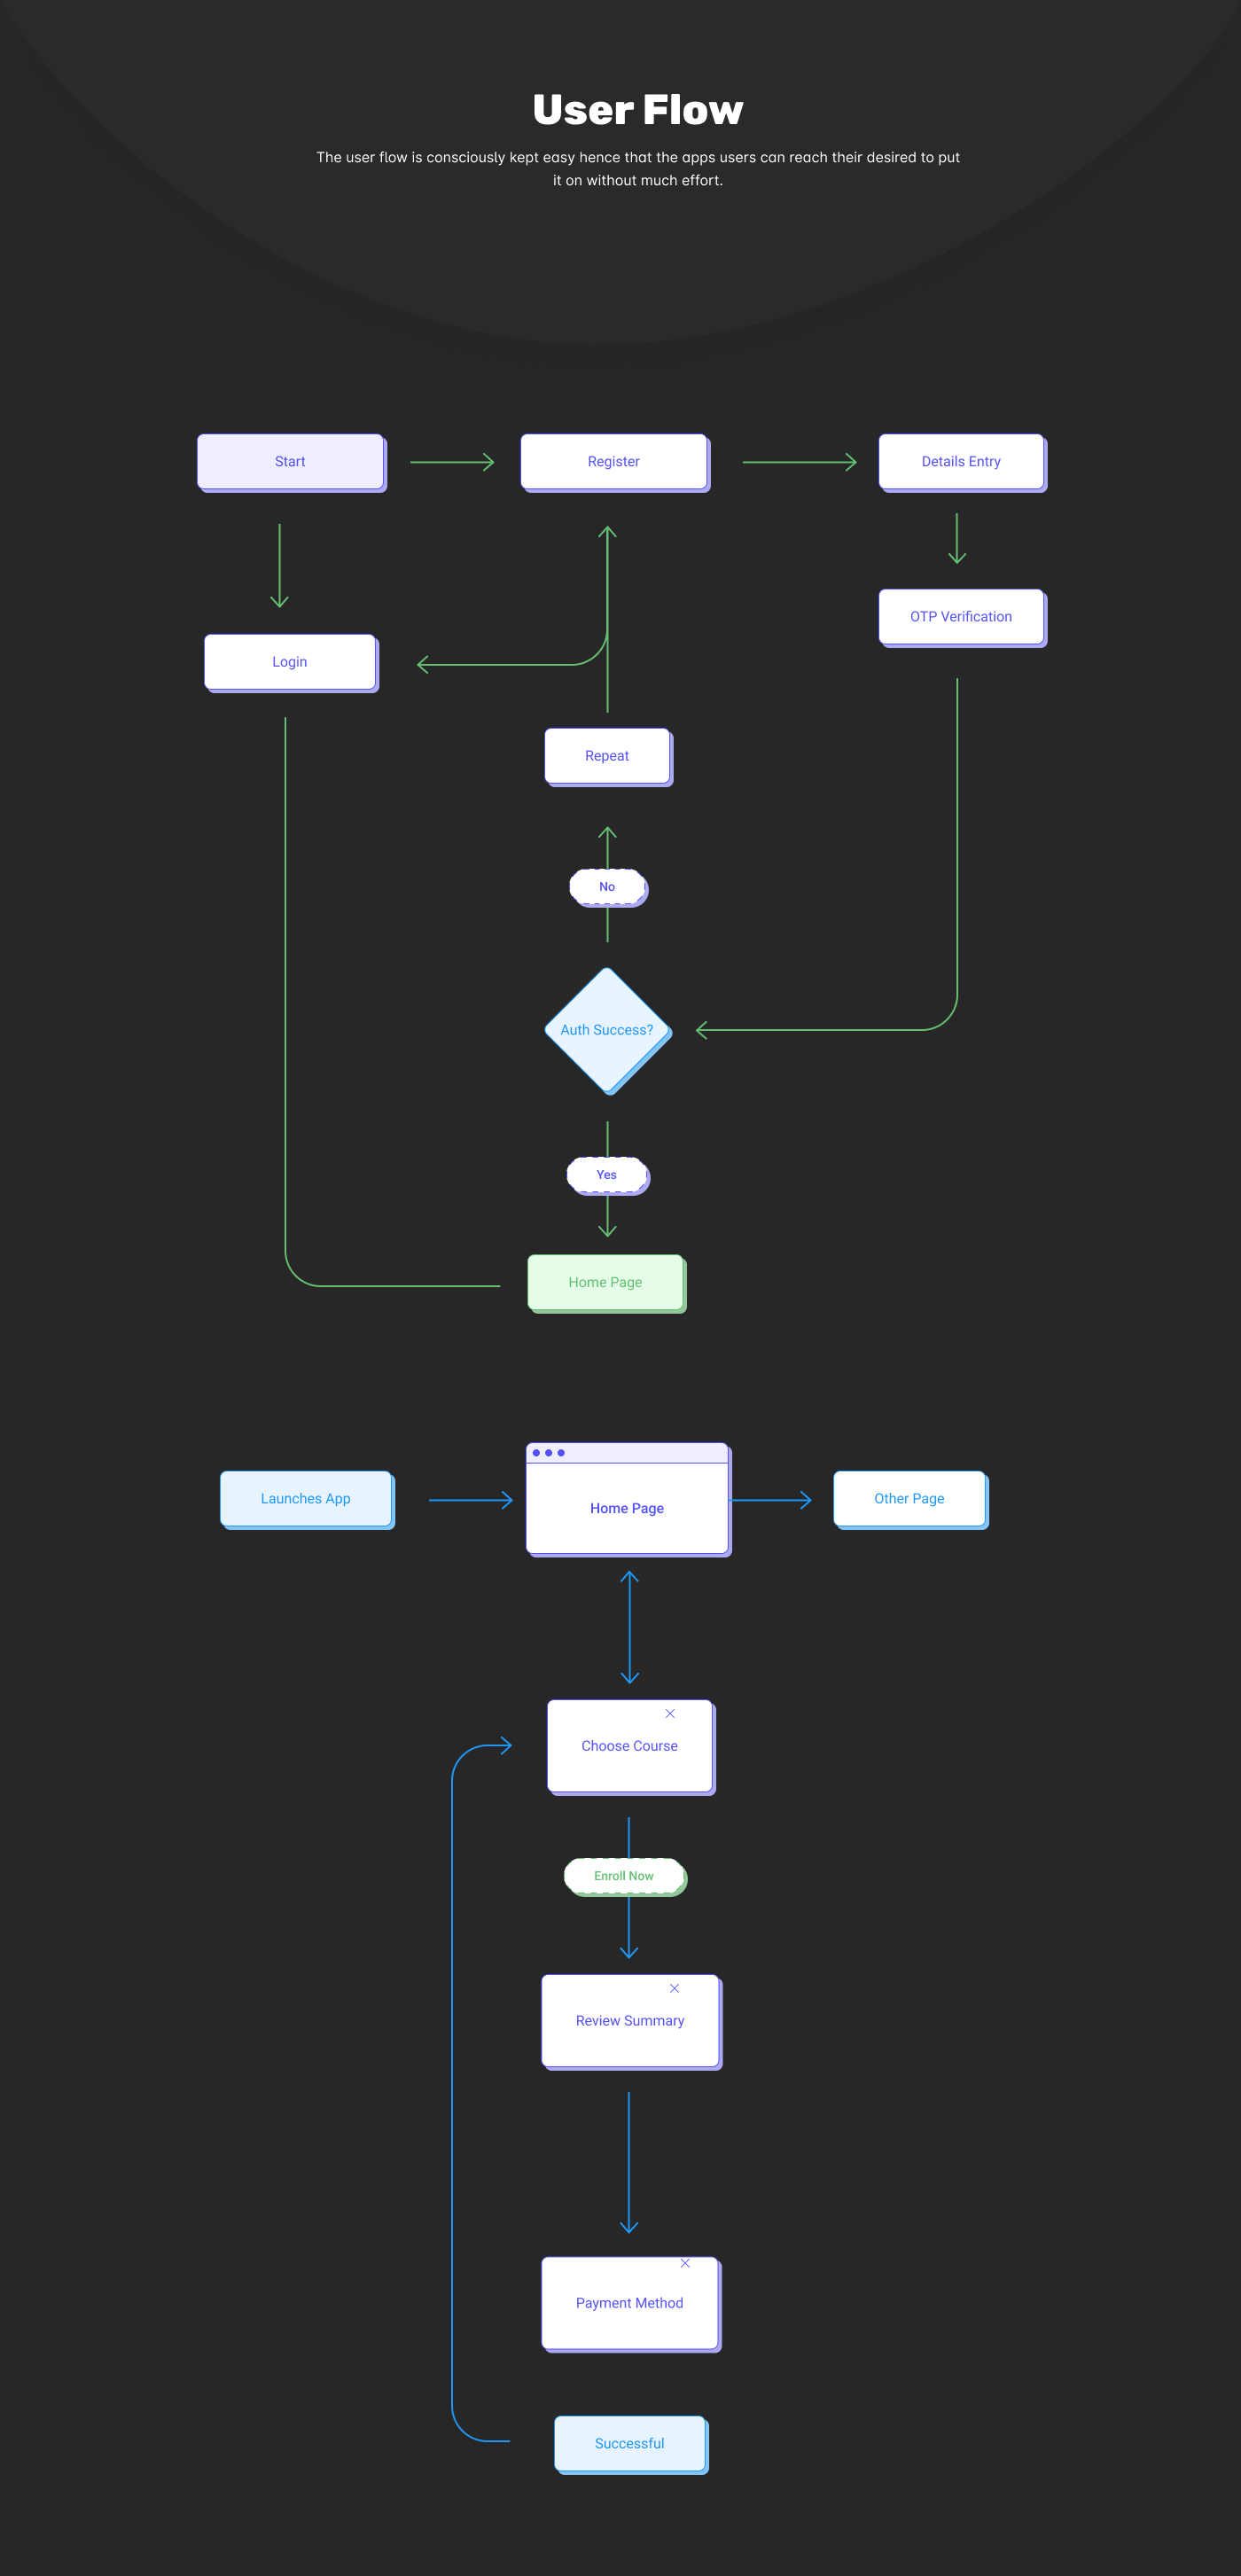 User Flow
The user flow is consciously kept easy hence that the apps users can reach their desired to put
it on without much effort.
Start
Register
Details Entry
OTP Verification
Login
Repeat
No
Auth Success?
Yes
Home Page
Launches App
Home Page
Other Page
Choose Course
Enroll Now
Review Summary
Payment Method
Successful